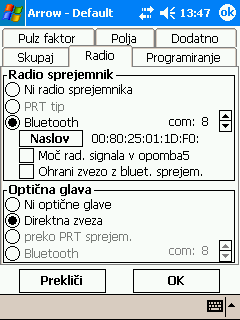 Arrow - Default 13:47 ok
Pulz faktor Polja Dodatno
Skupaj Radio Programiranje
Radio sprejemnik
Ni radio sprejemnika
PRT tip
Bluetooth com: 8
Naslov 00:80:25:01:1D:F0:
Moč rad. signala v opomba5
Ohrani zvezo z bluet. sprejem.
Optična glava
Ni optične glave
Direktna zveza
preko PRT sprejem.
Bluetooth com: 8
Prekliči OK